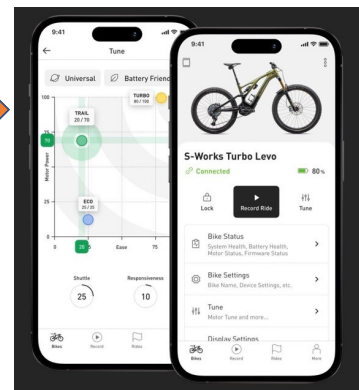 9:41
Tune
Universal
Battery Friend
100
TURBO
80 / 100
TRAIL
20 / 70
70
Motor Power
25
ECO
25/25
0
20
Ease
75
Shuttle
Responsiveness
25
10
Bikes
Record
Rides
9:41
S-Works Turbo Levo
Connected
80%
Lock
Record Ride
Tune
Bike Status
System Health, Battery Health,
Motor Status, Firmware Status
Bike Settings
Bike Name, Device Settings, etc.
Tune
Motor Tune and more...
Display Settings
Bikes
Record
Rides
More